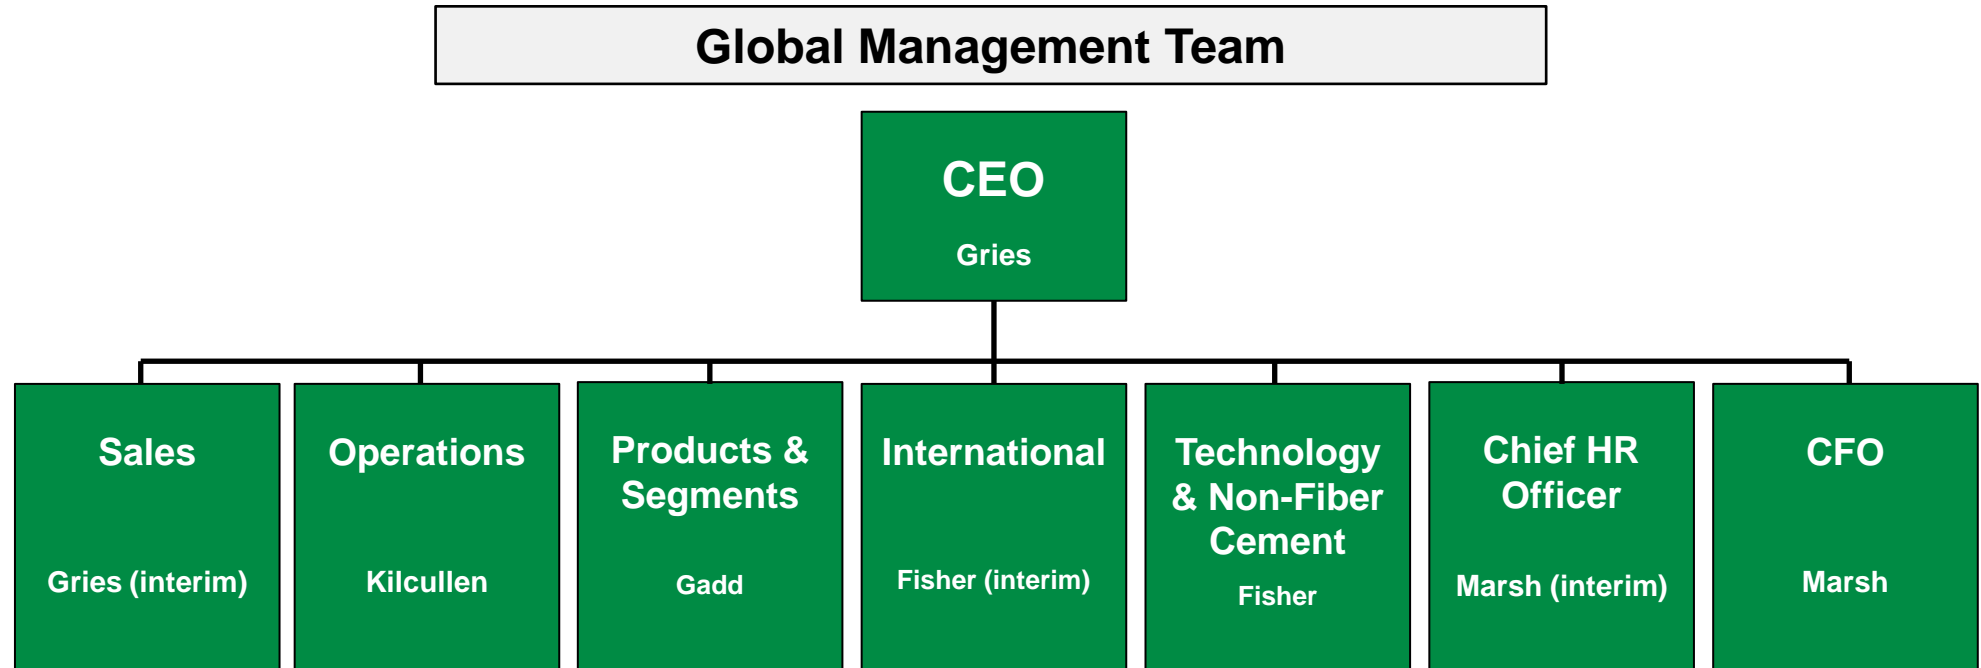 Global Management Team
CEO
Gries
Sales
Gries (interim)
Operations
Kilcullen
Products &
Segments
Gadd
International
Fisher (interim)
Technology
& Non-Fiber
Cement
Fisher
Chief HR
Officer
Marsh (interim)
CFO
Marsh